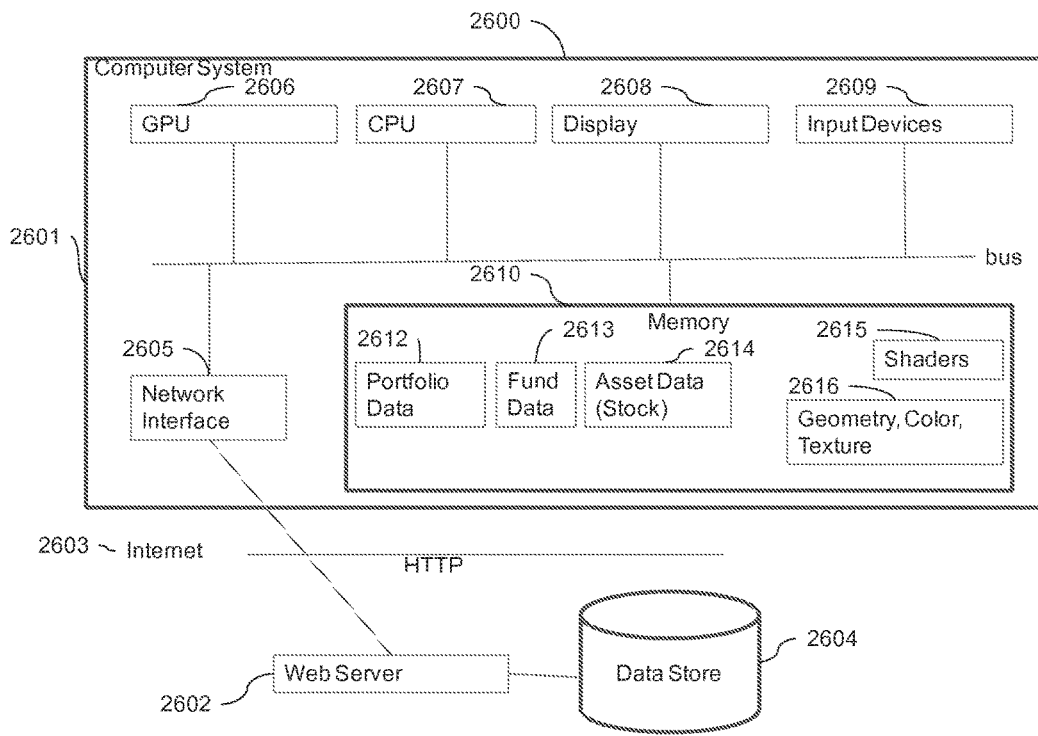 2600
Computer System
2606
2607
2608
2609
GPU
CPU
Display
Input Devices
2601
bus
2610
Memory
2605
2612
2613
2614
2615
Shaders
Network
Interface
Portfolio
Data
Fund
Data
Asset Data
(Stock)
2616
Geometry, Color,
Texture
2603
Internet
HTTP
2604
Web Server
Data Store
2602